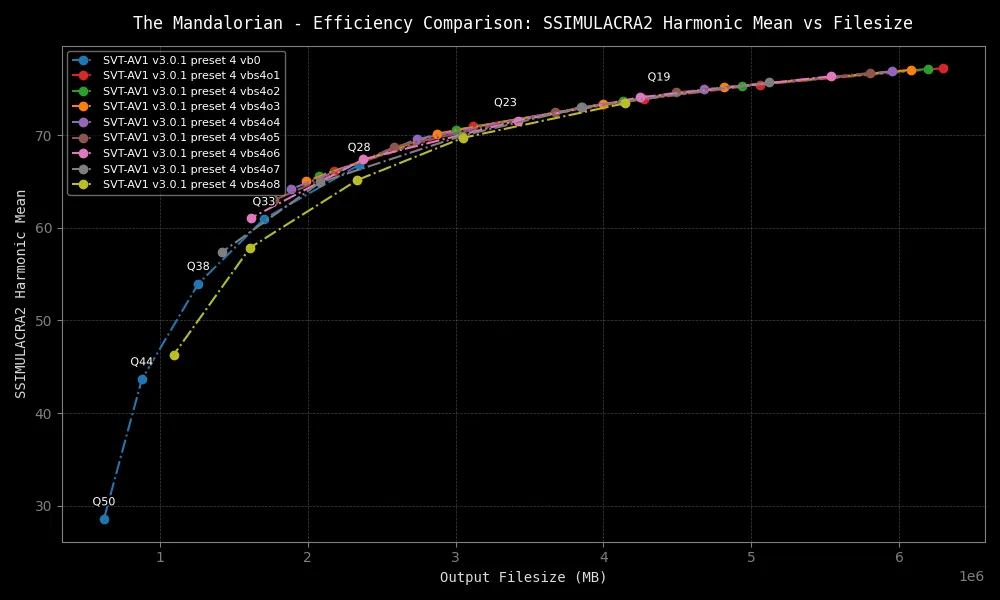 The Mandalorian - Efficiency Comparison: SSIMULACRA2 Harmonic Mean vs Filesize
SVT-AV1 v3.0.1 preset 4 vb0
SVT-AV1 v3.0.1 preset 4 vbs4o1
SVT-AV1 v3.0.1 preset 4 vbs4o2
SVT-AV1 v3.0.1 preset 4 vbs4o3
SVT-AV1 v3.0.1 preset 4 vbs4o4
SVT-AV1 v3.0.1 preset 4 vbs4o5
SVT-AV1 v3.0.1 preset 4 vbs4o6
SVT-AV1 v3.0.1 preset 4 vbs4o7
SVT-AV1 v3.0.1 preset 4 vbs4o8
Q19
Q23
Q28
Q33
Q38
Q44
Q50
SSIMULACRA2 Harmonic Mean
70
60
50
40
30
1 2 3 4 5 6
1e6
Output Filesize (MB)